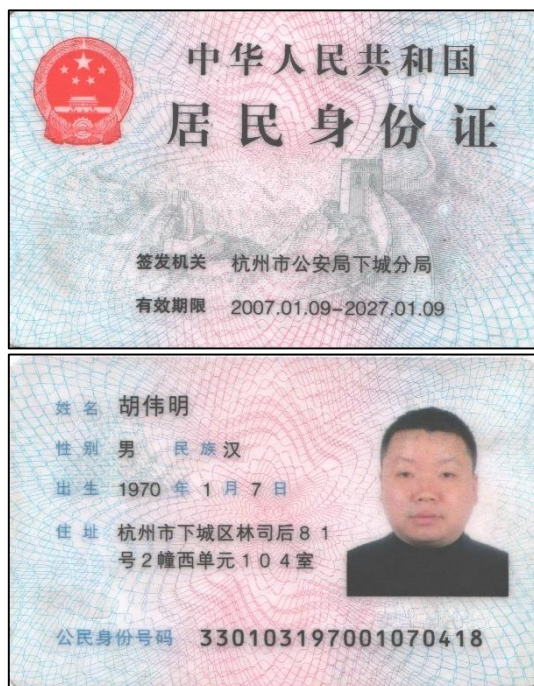 中华人民共和国
居民身份证
签发机关 杭州市公安局下城分局
有效期限 2007.01.09-2027.01.09
姓名 胡伟明
性别 男 民族 汉
出生 1970 年 1 月 7 日
住址 杭州市下城区林司后81
号2幢西单元104室
公民身份号码 330103197001070418